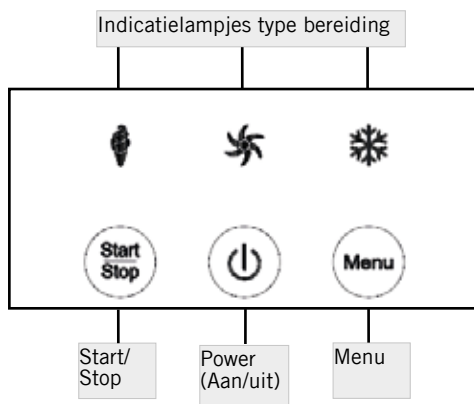 Indicatielampjes type bereiding
Start
Stop
Menu
Start/
Stop
Power
(Aan/uit)
Menu